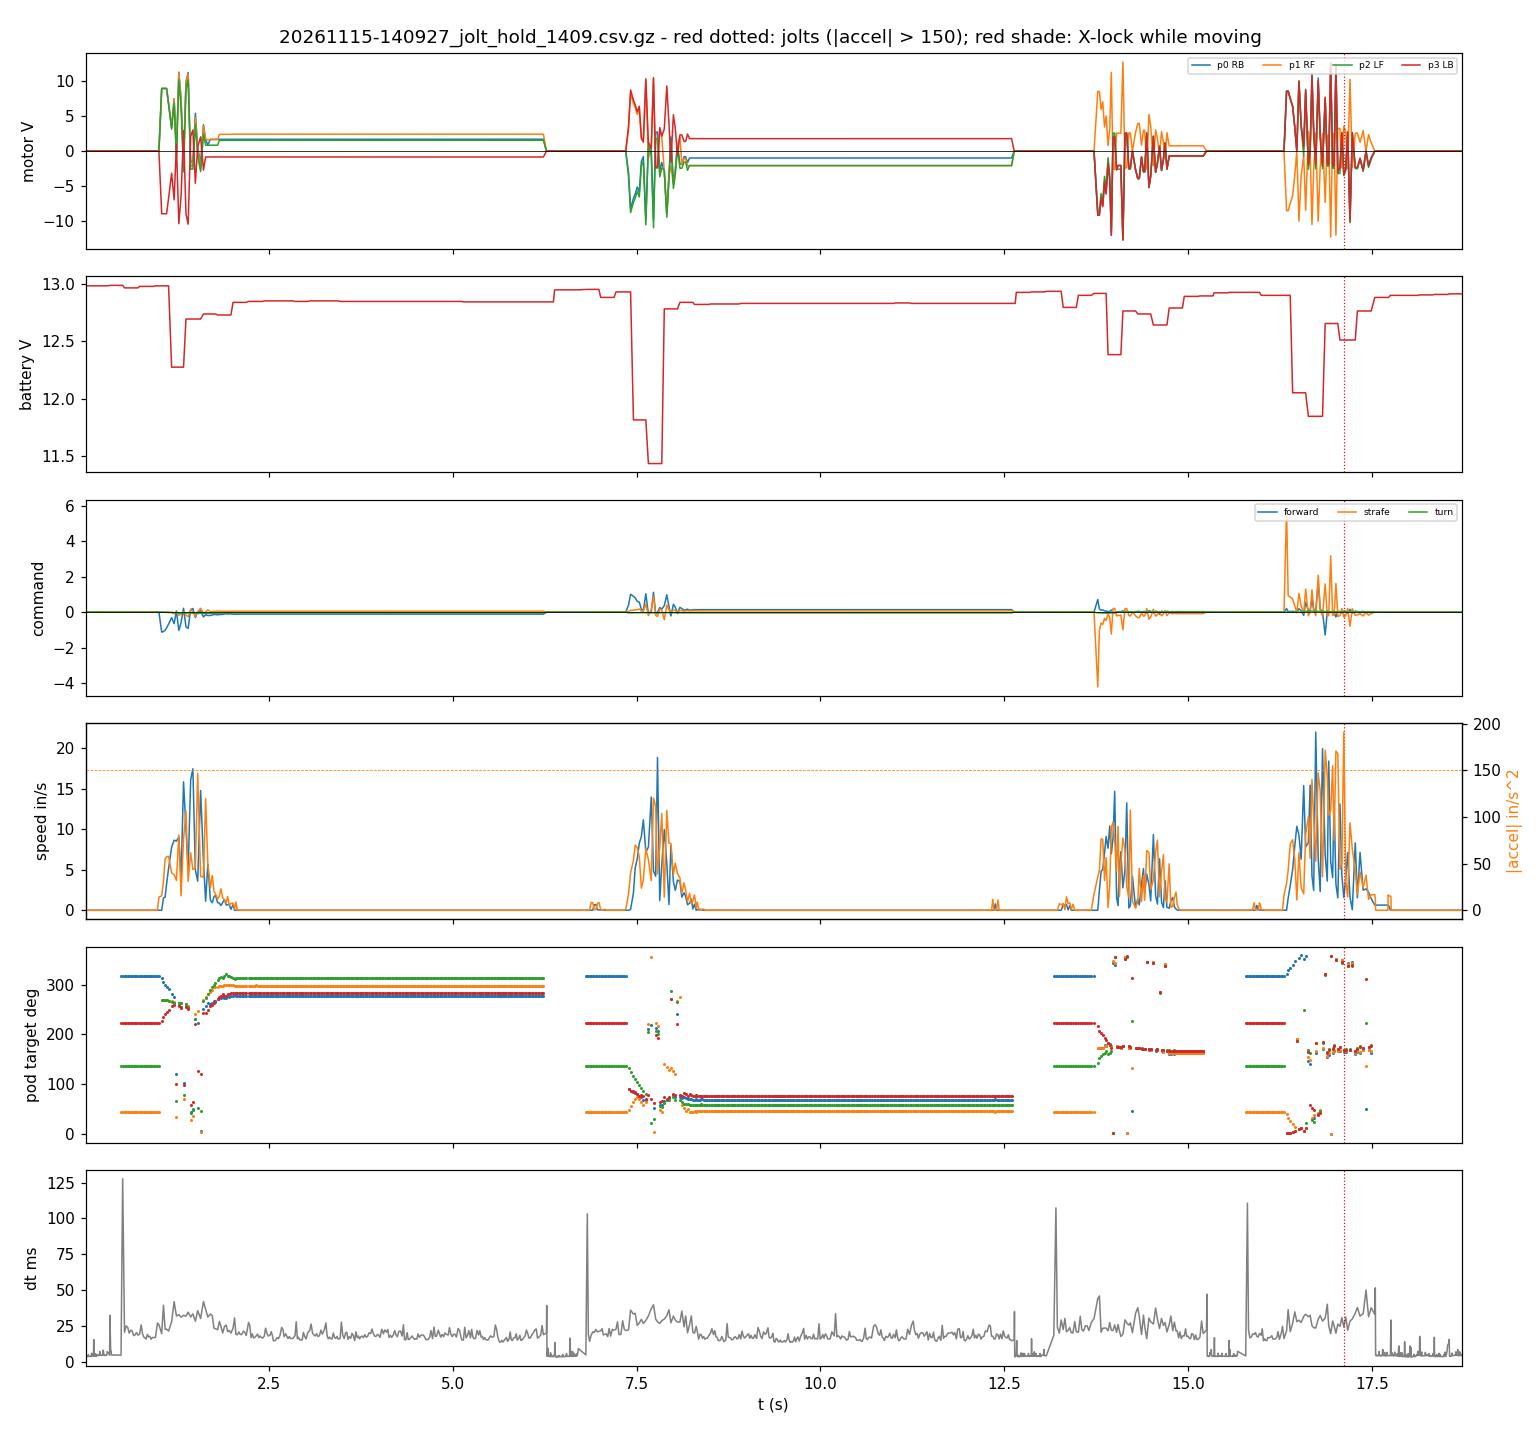 20261115-140927_jolt_hold_1409.csv.gz - red dotted: jolts (|accel| > 150); red shade: X-lock while moving
p0 RB p1 RF p2 LF p3 LB
motor V
10
5
0
−5
−10
battery V
13.0
12.5
12.0
11.5
command
forward strafe turn
6
4
2
0
−2
−4
speed in/s
20
15
10
5
0
200
150
100
50
0
|accel| in/s^2
pod target deg
300
200
100
0
dt ms
125
100
75
50
25
0
2.5 5.0 7.5 10.0 12.5 15.0 17.5
t (s)